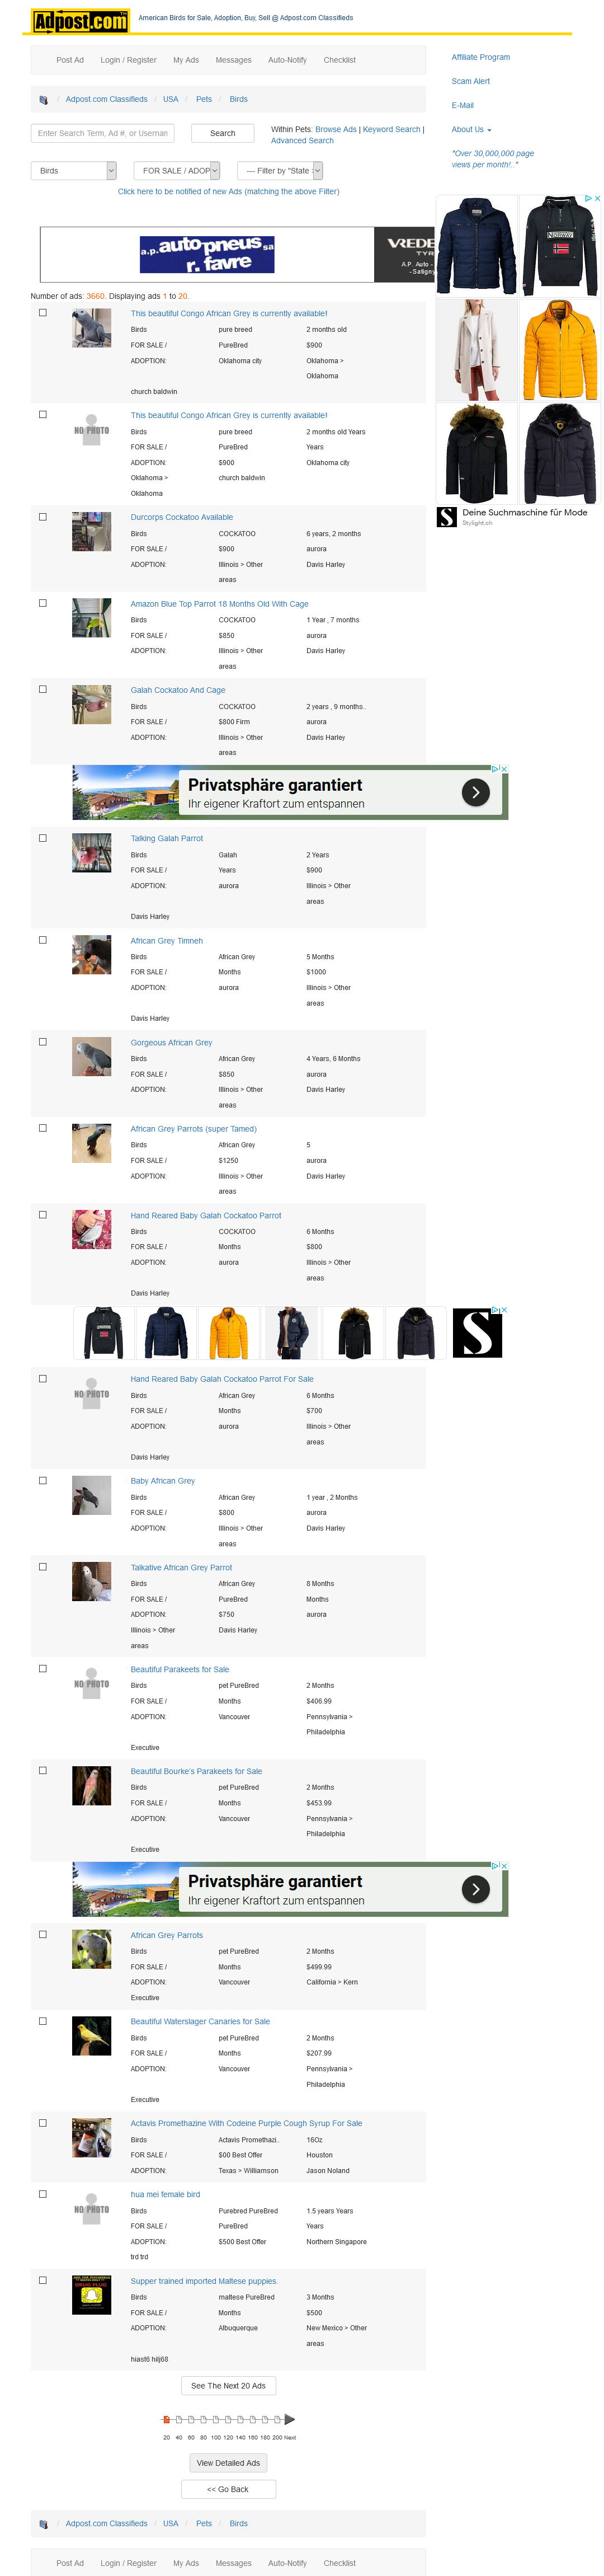 Adpost.com
American Birds for Sale, Adoption, Buy, Sell @ Adpost.com Classifieds
Post Ad Login / Register My Ads Messages Auto-Notify Checklist
Affiliate Program
Scam Alert
E-Mail
About Us
"Over 30,000,000 page
views per month!.."
/ Adpost.com Classifieds / USA / Pets / Birds
Enter Search Term, Ad #, or Usernam
Search
Within Pets: Browse Ads | Keyword Search |
Advanced Search
Birds
FOR SALE / ADOP
--- Filter by "State
Click here to be notified of new Ads (matching the above Filter)
a.p. auto-pneus sa
r. favre
VREDE
TYR
A.P. Auto -
- Satigny
Deine Suchmaschine für Mode
Stylight.ch
Number of ads: 3660. Displaying ads 1 to 20.
This beautiful Congo African Grey is currently available!
Birds pure breed 2 months old
FOR SALE / PureBred $900
ADOPTION: Oklahoma city Oklahoma >
Oklahoma
church baldwin
NO PHOTO
This beautiful Congo African Grey is currently available!
Birds pure breed 2 months old Years
FOR SALE / PureBred Years
ADOPTION: $900 Oklahoma city
Oklahoma > church baldwin
Oklahoma
Durcorps Cockatoo Available
Birds COCKATOO 6 years, 2 months
FOR SALE / $900 aurora
ADOPTION: Illinois > Other Davis Harley
areas
Amazon Blue Top Parrot 18 Months Old With Cage
Birds COCKATOO 1 Year , 7 months
FOR SALE / $850 aurora
ADOPTION: Illinois > Other Davis Harley
areas
Galah Cockatoo And Cage
Birds COCKATOO 2 years , 9 months..
FOR SALE / $800 Firm aurora
ADOPTION: Illinois > Other Davis Harley
areas
Privatsphäre garantiert
Ihr eigener Kraftort zum entspannen
Talking Galah Parrot
Birds Galah 2 Years
FOR SALE / Years $900
ADOPTION: aurora Illinois > Other
areas
Davis Harley
African Grey Timneh
Birds African Grey 5 Months
FOR SALE / Months $1000
ADOPTION: aurora Illinois > Other
areas
Davis Harley
Gorgeous African Grey
Birds African Grey 4 Years, 6 Months
FOR SALE / $850 aurora
ADOPTION: Illinois > Other Davis Harley
areas
African Grey Parrots (super Tamed)
Birds African Grey 5
FOR SALE / $1250 aurora
ADOPTION: Illinois > Other Davis Harley
areas
Hand Reared Baby Galah Cockatoo Parrot
Birds COCKATOO 6 Months
FOR SALE / Months $800
ADOPTION: aurora Illinois > Other
areas
Davis Harley
NO PHOTO
Hand Reared Baby Galah Cockatoo Parrot For Sale
Birds African Grey 6 Months
FOR SALE / Months $700
ADOPTION: aurora Illinois > Other
areas
Davis Harley
Baby African Grey
Birds African Grey 1 year , 2 Months
FOR SALE / $800 aurora
ADOPTION: Illinois > Other Davis Harley
areas
Talkative African Grey Parrot
Birds African Grey 8 Months
FOR SALE / PureBred Months
ADOPTION: $750 aurora
Illinois > Other Davis Harley
areas
NO PHOTO
Beautiful Parakeets for Sale
Birds pet PureBred 2 Months
FOR SALE / Months $406.99
ADOPTION: Vancouver Pennsylvania >
Philadelphia
Executive
Beautiful Bourke's Parakeets for Sale
Birds pet PureBred 2 Months
FOR SALE / Months $453.99
ADOPTION: Vancouver Pennsylvania >
Philadelphia
Executive
Privatsphäre garantiert
Ihr eigener Kraftort zum entspannen
African Grey Parrots
Birds pet PureBred 2 Months
FOR SALE / Months $499.99
ADOPTION: Vancouver California > Kern
Executive
Beautiful Waterslager Canaries for Sale
Birds pet PureBred 2 Months
FOR SALE / Months $207.99
ADOPTION: Vancouver Pennsylvania >
Philadelphia
Executive
Actavis Promethazine With Codeine Purple Cough Syrup For Sale
Birds Actavis Promethazi.. 16Oz
FOR SALE / $00 Best Offer Houston
ADOPTION: Texas > Williamson Jason Noland
NO PHOTO
hua mei female bird
Birds Purebred PureBred 1.5 years Years
FOR SALE / PureBred Years
ADOPTION: $500 Best Offer Northern Singapore
trd trd
Supper trained imported Maltese puppies.
Birds maltese PureBred 3 Months
FOR SALE / Months $500
ADOPTION: Albuquerque New Mexico > Other
areas
hiast6 hilj68
See The Next 20 Ads
20 40 60 80 100 120 140 160 180 200 Next
View Detailed Ads
<< Go Back
/ Adpost.com Classifieds / USA / Pets / Birds
Post Ad Login / Register My Ads Messages Auto-Notify Checklist